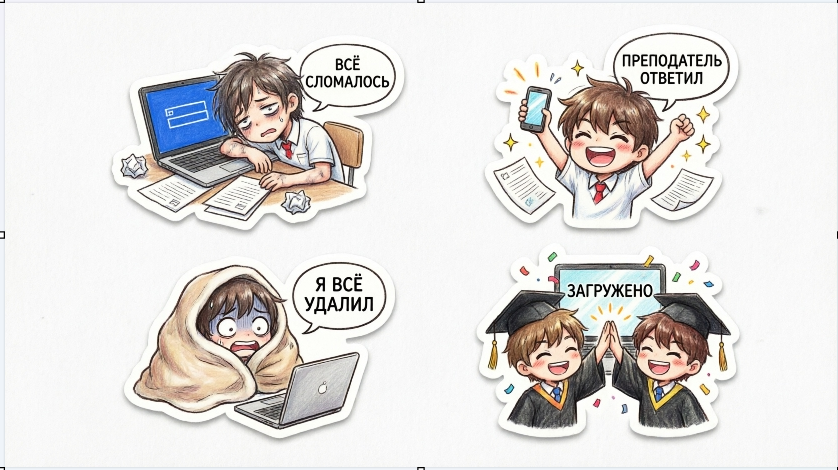 ВСЁ
СЛОМАЛОСЬ
ПРЕПОДАТЕЛЬ
ОТВЕТИЛ
Я ВСЁ
УДАЛИЛ
ЗАГРУЖЕНО